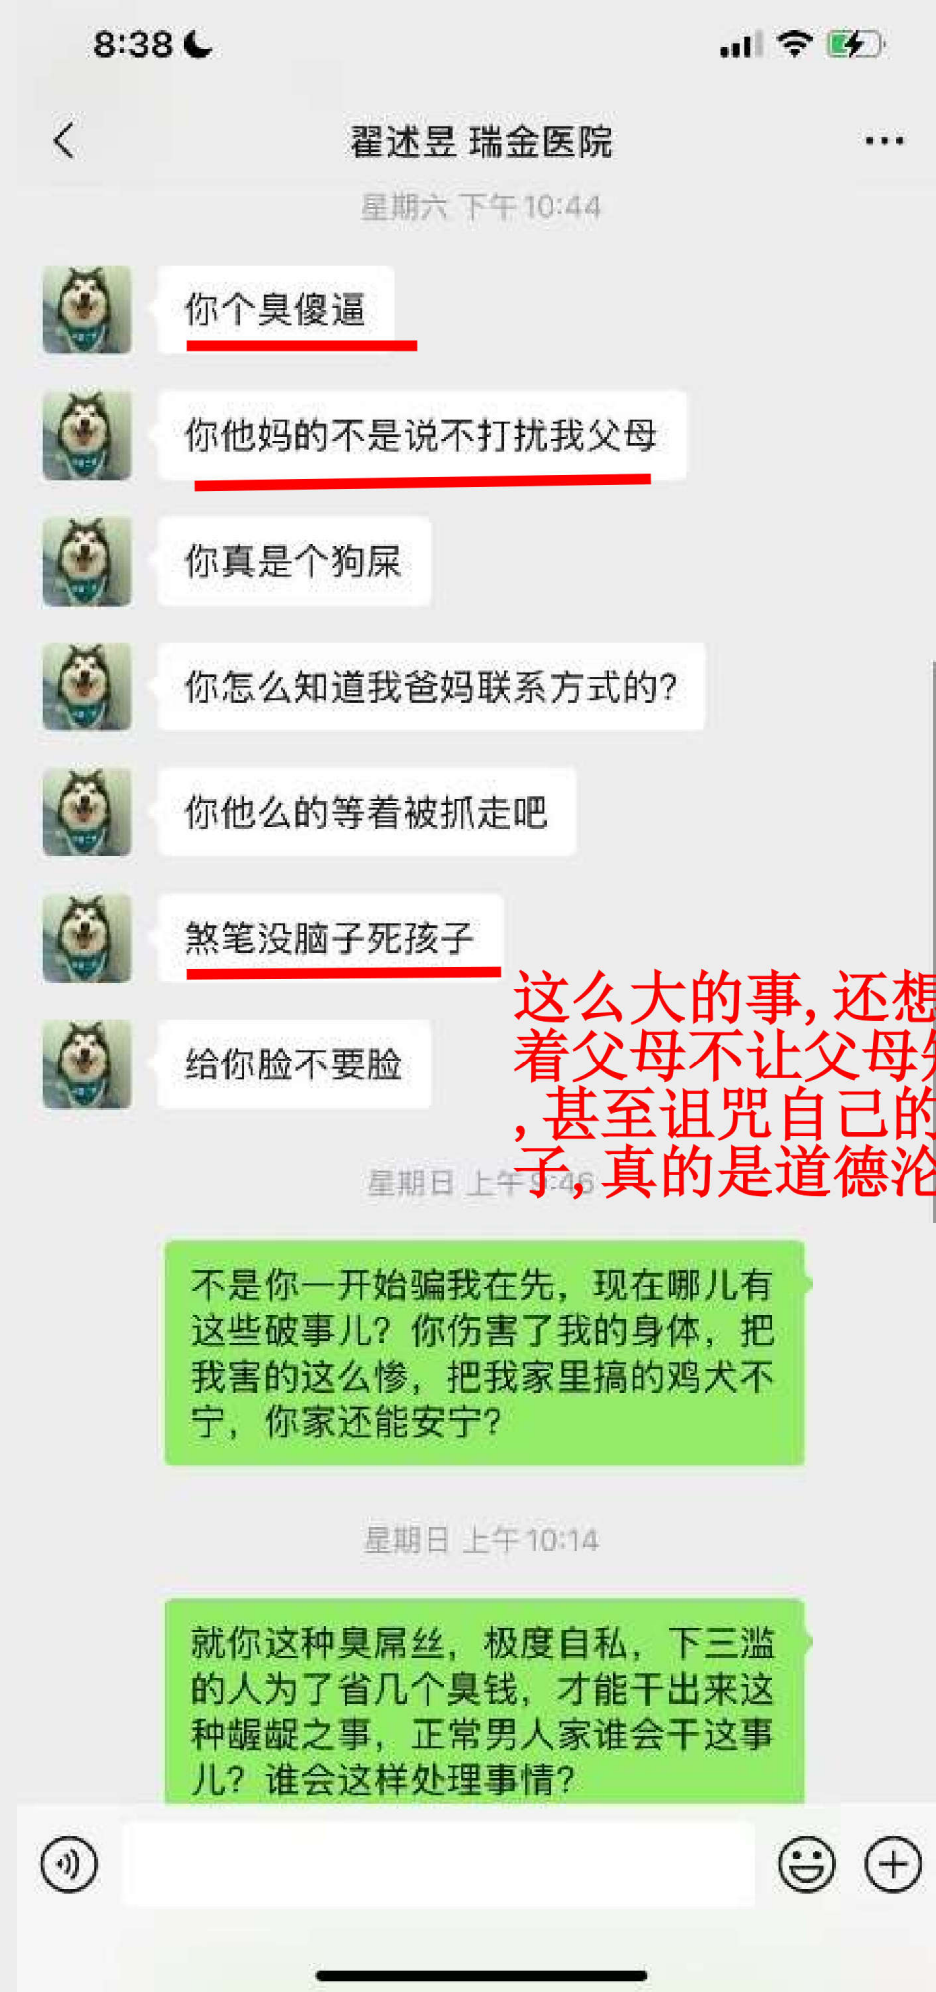 8:38
翟述昱 瑞金医院
星期六 下午10:44
你个臭傻逼
你他妈的不是说不打扰我父母
你真是个狗屎
你怎么知道我爸妈联系方式的?
你他么的等着被抓走吧
煞笔没脑子死孩子
给你脸不要脸
这么大的事,还想
着父母不让父母
,甚至诅咒自己的
子,真的是道德沦
星期日 上午9:46
不是你一开始骗我在先，现在哪儿有
这些破事儿？你伤害了我的身体，把
我害的这么惨，把我家里搞的鸡犬不
宁，你家还能安宁？
星期日 上午10:14
就你这种臭屌丝，极度自私，下三滥
的人为了省几个臭钱，才能干出来这
种龌龊之事，正常男人家谁会干这事
儿？谁会这样处理事情？